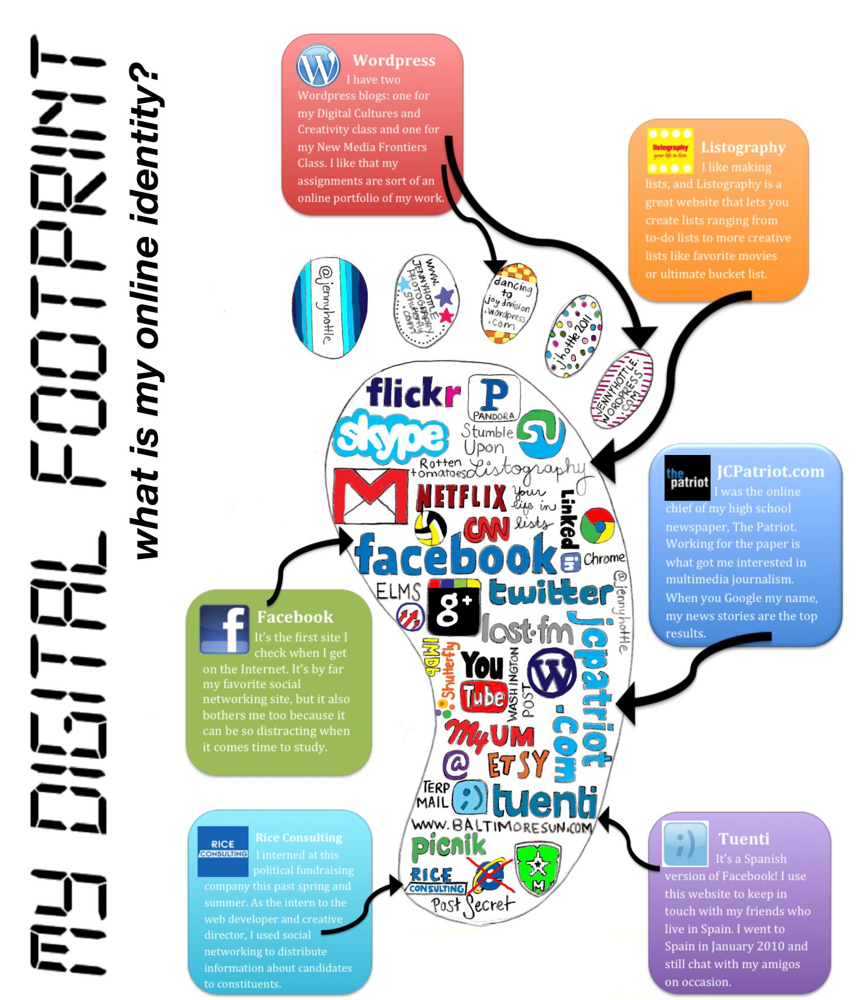 MY DIGITAL FOOTPRINT
what is my online identity?
Wordpress
I have two
Wordpress blogs: one for
my Digital Cultures and
Creativity class and one for
my New Media Frontiers
Class. I like that my
assignments are sort of an
online portfolio of my work.
listography
your life in lists
Listography
I like making
lists, and Listography is a
great website that lets you
create lists ranging from
to-do lists to more creative
lists like favorite movies
or ultimate bucket list.
@jennyhottle
www.
JENNYHOTTLE
PHOTOGRAPHY
.shutterfly
.com
dancing
to
joy division
.wordpress
.com
jhottle2011
JENNYHOTTLE.
WORDPRESS
.COM
flickr
P
PANDORA
skype
Stumble
Upon
Rotten
tomatoes
Listography
Your
life in
lists
NETFLIX
CNN
Linked
in
Chrome
facebook
ELMS
g+
twitter
@jennyhottle
last.fm
jcpatriot
.com
IMDb
Shutterfly
You
Tube
WASHINGTON
POST
W
MyUM
@
ETSY
TERP
MAIL
;)
tuenti
WWW.BALTIMORESUN.COM
picnik
RICE
CONSULTING
M
Post Secret
the
patriot
JCPatriot.com
I was the online
chief of my high school
newspaper, The Patriot.
Working for the paper is
what got me interested in
multimedia journalism.
When you Google my name,
my news stories are the top
results.
f
Facebook
It's the first site I
check when I get
on the Internet. It's by far
my favorite social
networking site, but it also
bothers me too because it
can be so distracting when
it comes time to study.
RICE
CONSULTING
Rice Consulting
I interned at this
political fundraising
company this past spring and
summer. As the intern to the
web developer and creative
director, I used social
networking to distribute
information about candidates
to constituents.
;)
Tuenti
It's a Spanish
version of Facebook! I use
this website to keep in
touch with my friends who
live in Spain. I went to
Spain in January 2010 and
still chat with my amigos
on occasion.